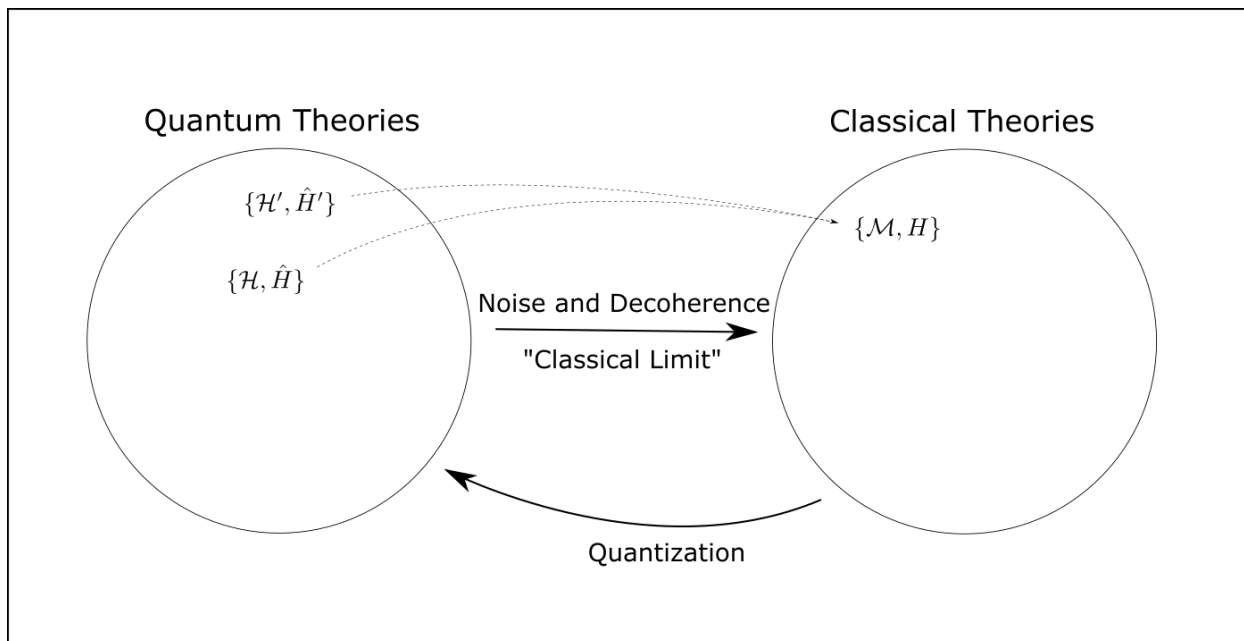 Quantum Theories
Classical Theories
{ℋ′, Ĥ′}
{ℳ, H}
{ℋ, Ĥ}
Noise and Decoherence
"Classical Limit"
Quantization